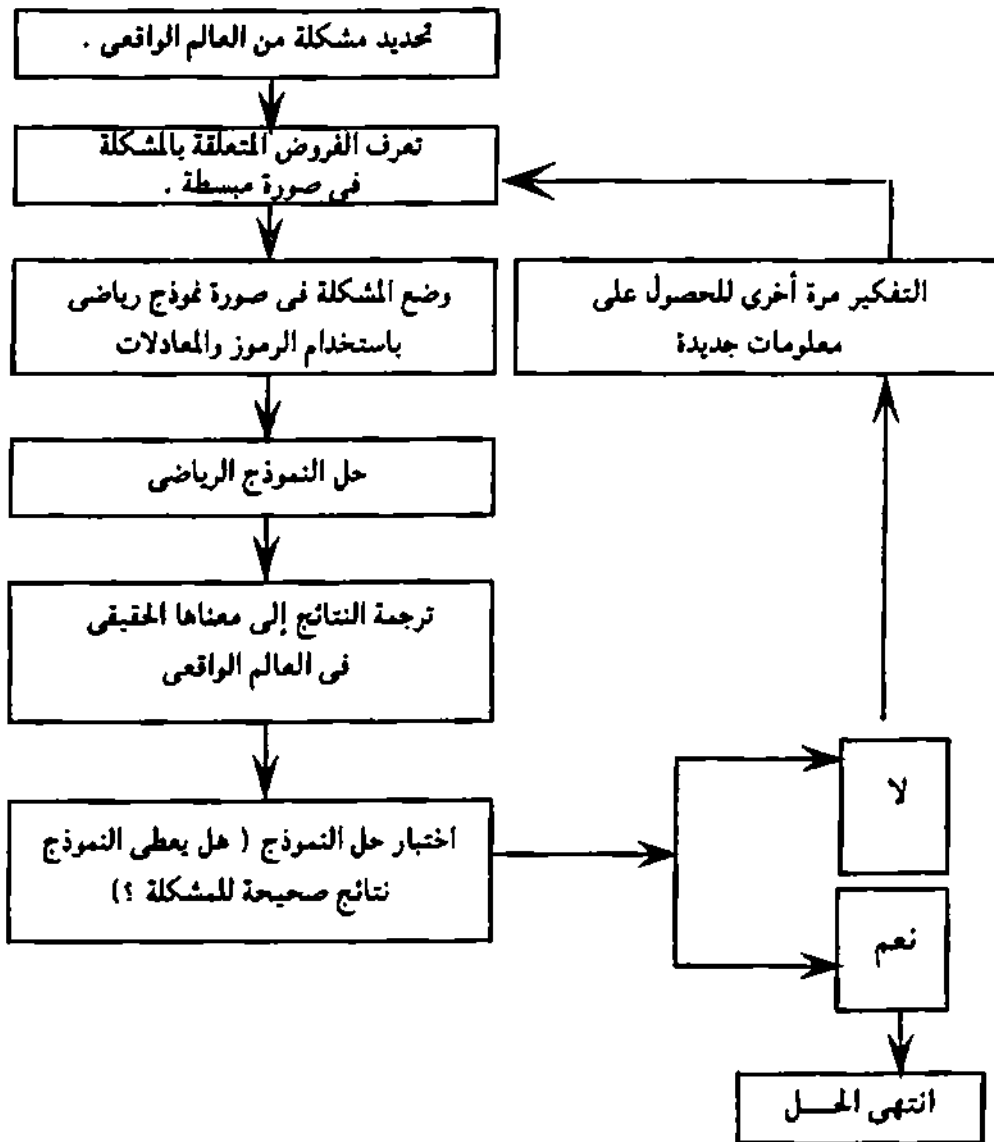 تحديد مشكلة من العالم الواقعى .
تعرف الفروض المتعلقة بالمشكلة
فى صورة مبسطة .
وضع المشكلة فى صورة نموذج رياضى
باستخدام الرموز والمعادلات
التفكير مرة أخرى للحصول على
معلومات جديدة
حل النموذج الرياضى
ترجمة النتائج إلى معناها الحقيقى
فى العالم الواقعى
اختبار حل النموذج ( هل يعطى النموذج
نتائج صحيحة للمشكلة ؟)
لا
نعم
انتهى الحـــل